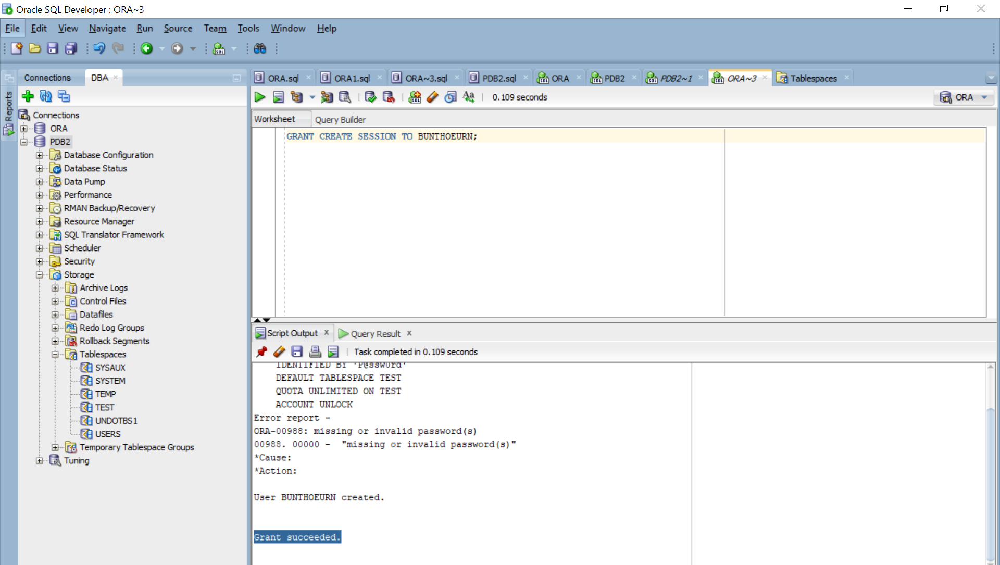 Oracle SQL Developer : ORA~3
File Edit View Navigate Run Source Team Tools Window Help
Reports
Connections DBA
Connections
ORA
PDB2
Database Configuration
Database Status
Data Pump
Performance
RMAN Backup/Recovery
Resource Manager
SQL Translator Framework
Scheduler
Security
Storage
Archive Logs
Control Files
Datafiles
Redo Log Groups
Rollback Segments
Tablespaces
SYSAUX
SYSTEM
TEMP
TEST
UNDOTBS1
USERS
Temporary Tablespace Groups
Tuning
ORA.sql ORA1.sql ORA~3.sql PDB2.sql ORA PDB2 PDB2~1 ORA~3 Tablespaces
0.109 seconds
ORA
Worksheet Query Builder
GRANT CREATE SESSION TO BUNTHOEURN;
Script Output Query Result
Task completed in 0.109 seconds
IDENTIFIED BY 'P@ssw0rd'
DEFAULT TABLESPACE TEST
QUOTA UNLIMITED ON TEST
ACCOUNT UNLOCK
Error report -
ORA-00988: missing or invalid password(s)
00988. 00000 -  "missing or invalid password(s)"
*Cause:
*Action:
User BUNTHOEURN created.
Grant succeeded.